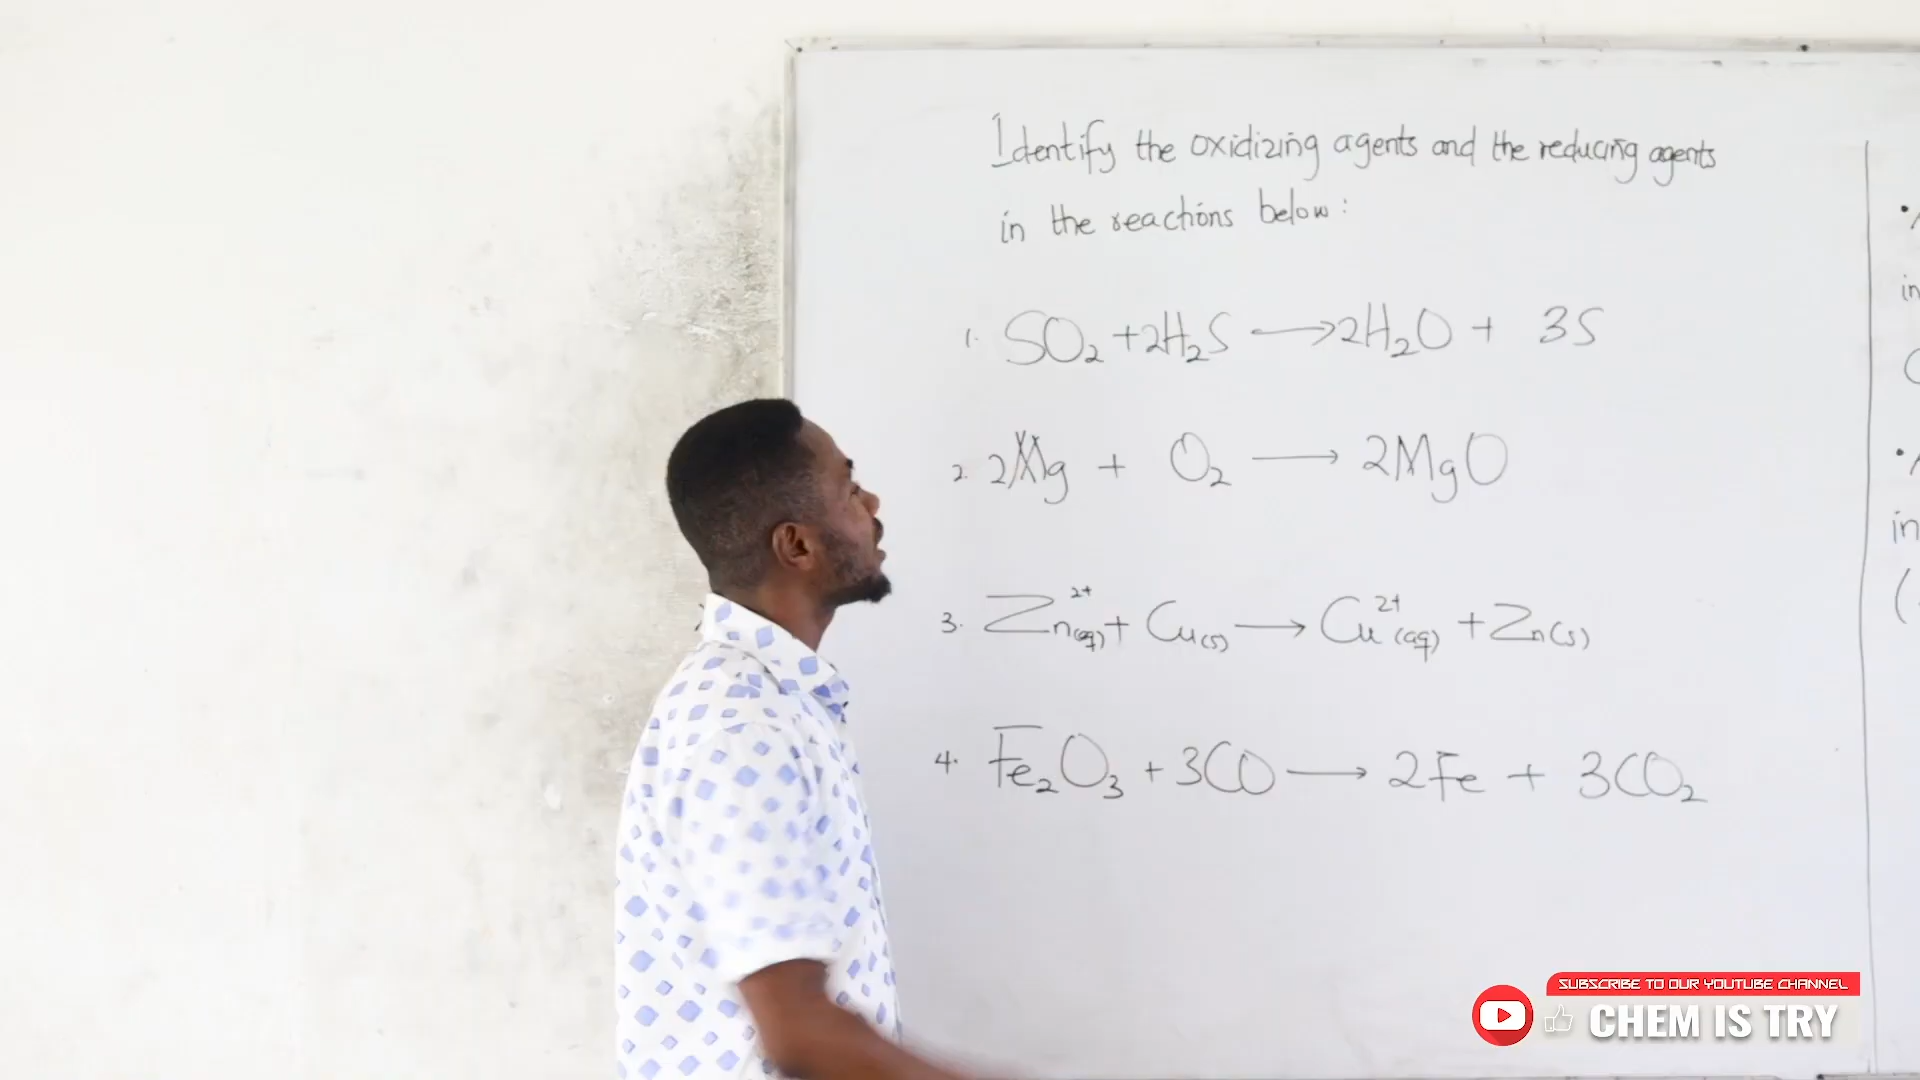 Identify the oxidizing agents and the reducing agents
in the reactions below:
1. SO₂ + 2H₂S → 2H₂O + 3S
2. 2Mg + O₂ → 2MgO
3. Zn²⁺(aq) + Cu(s) → Cu²⁺(aq) + Zn(s)
4. Fe₂O₃ + 3CO → 2Fe + 3CO₂
in
in
SUBSCRIBE TO OUR YOUTUBE CHANNEL
CHEM IS TRY